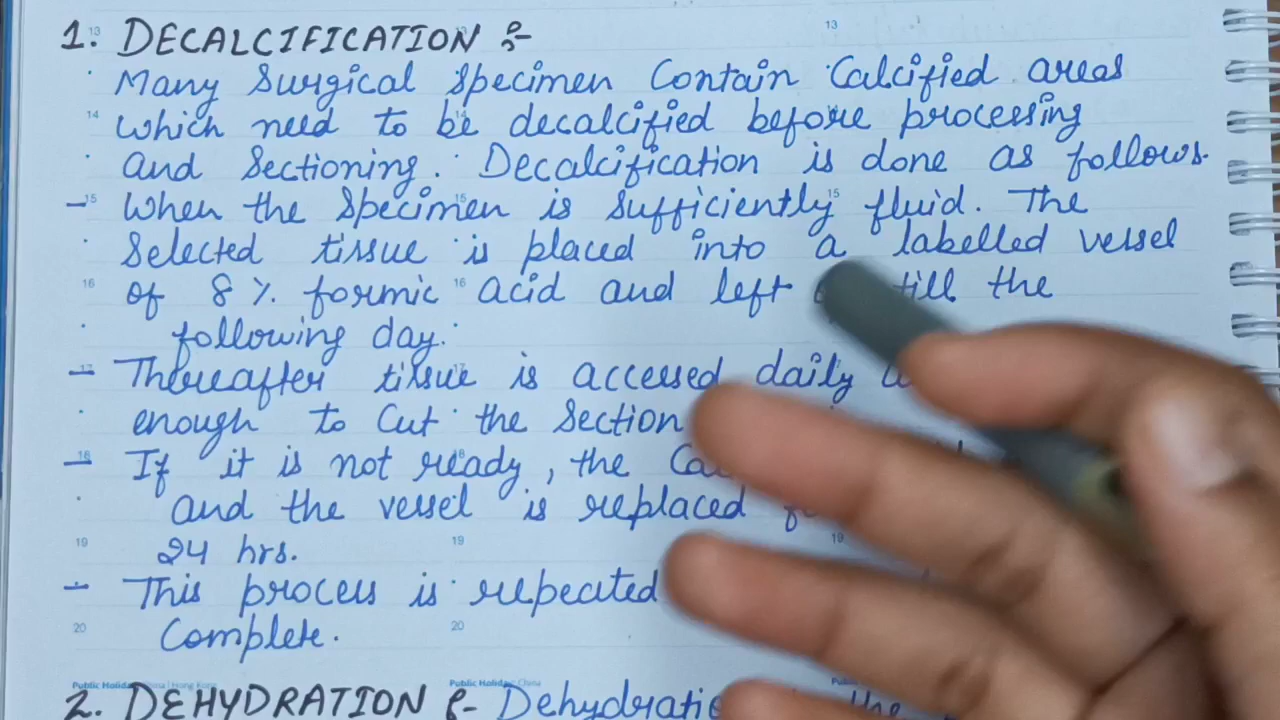 1. DECALCIFICATION :-
Many Surgical Specimen Contain Calcified areas
which need to be decalcified before processing
and Sectioning. Decalcification is done as follows.
- When the Specimen is Sufficiently fluid. The
Selected tissue is placed into a labelled vessel
of 8% formic acid and left till the
following day.
- Thereafter tissue is accessed daily
enough to Cut the Section
- If it is not ready, the
and the vessel is replaced
24 hrs.
- This process is repeated
Complete.
2. DEHYDRATION :- the